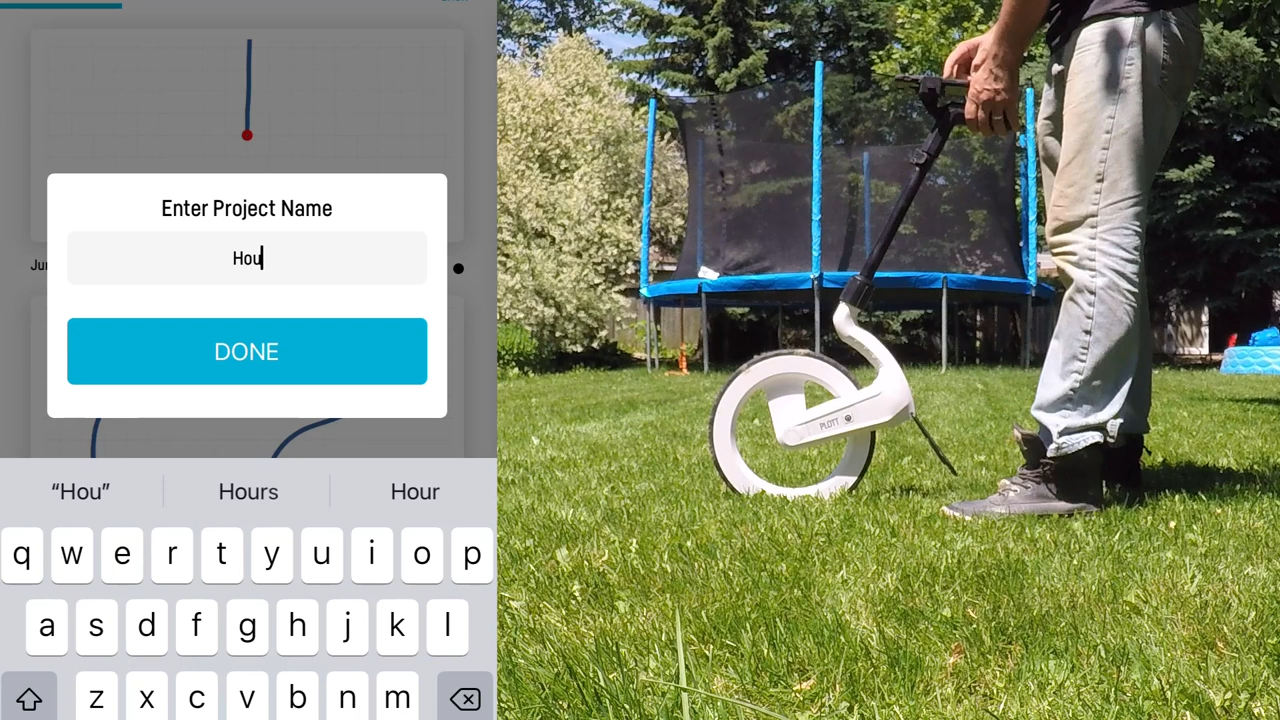 Enter Project Name
Hou
DONE
“Hou” Hours Hour
q w e r t y u i o p
a s d f g h j k l
z x c v b n m
PLOTT